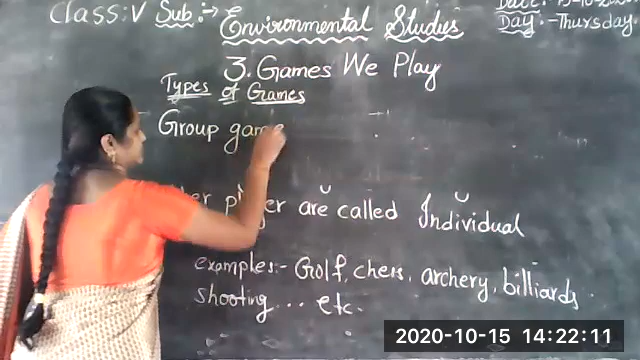 Class:-V Sub:→ Environmental Studies
Day:-Thursday
3. Games We Play
Types of Games
Group game
are called Individual
examples:- Golf, chess, archery, billiards,
shooting... etc.
2020-10-15 14:22:11